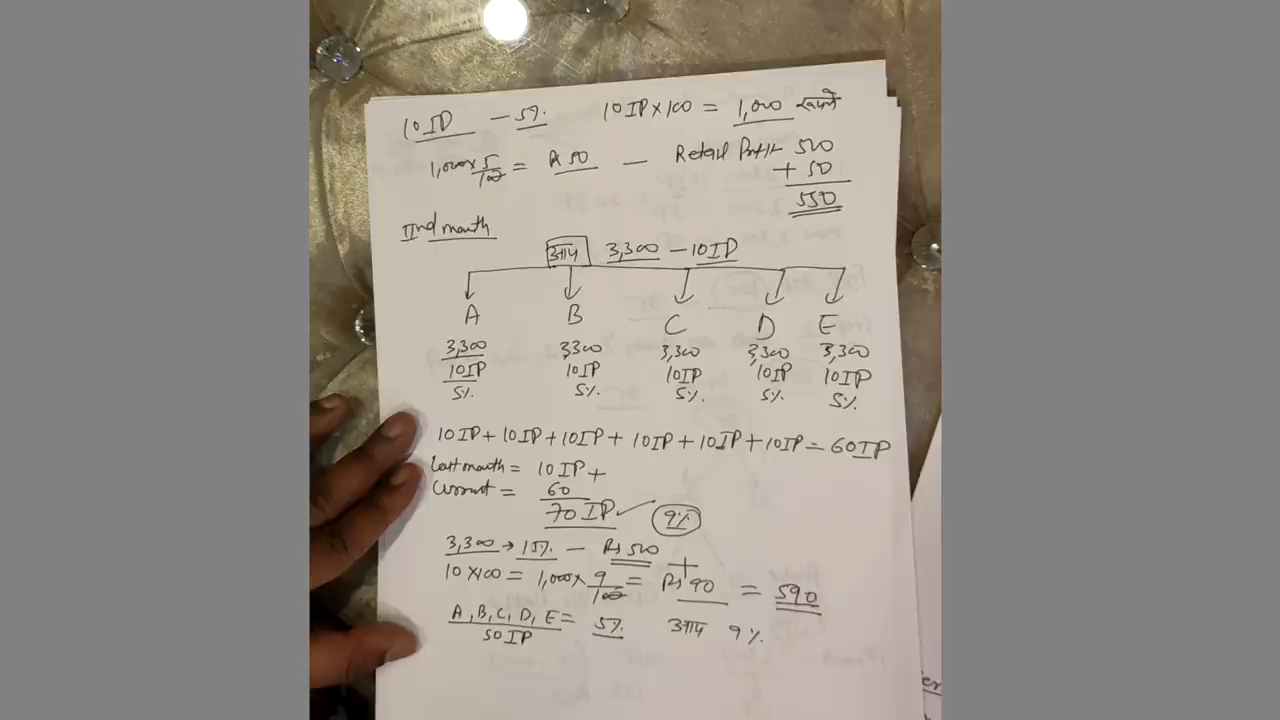 10 IP - 5% 10 IP x 100 = 1,000
1,000 x 5/100 = Rs 50 - Retail Profit 500
+ 50
550
IInd month
आप 3,300 - 10 IP
A B C D E
3,300 3300 3,300 3,300 3,300
10 IP 10 IP 10 IP 10 IP 10 IP
5% 5% 5% 5% 5%
10 IP + 10 IP + 10 IP + 10 IP + 10 IP + 10 IP = 60 IP
Last month = 10 IP +
Current = 60
70 IP ✓ 9%
3,300 → 15% - Rs 500 +
10 x 100 = 1,000 x 9/100 = Rs 90 = 590
A, B, C, D, E = 5% आप 9%
50 IP